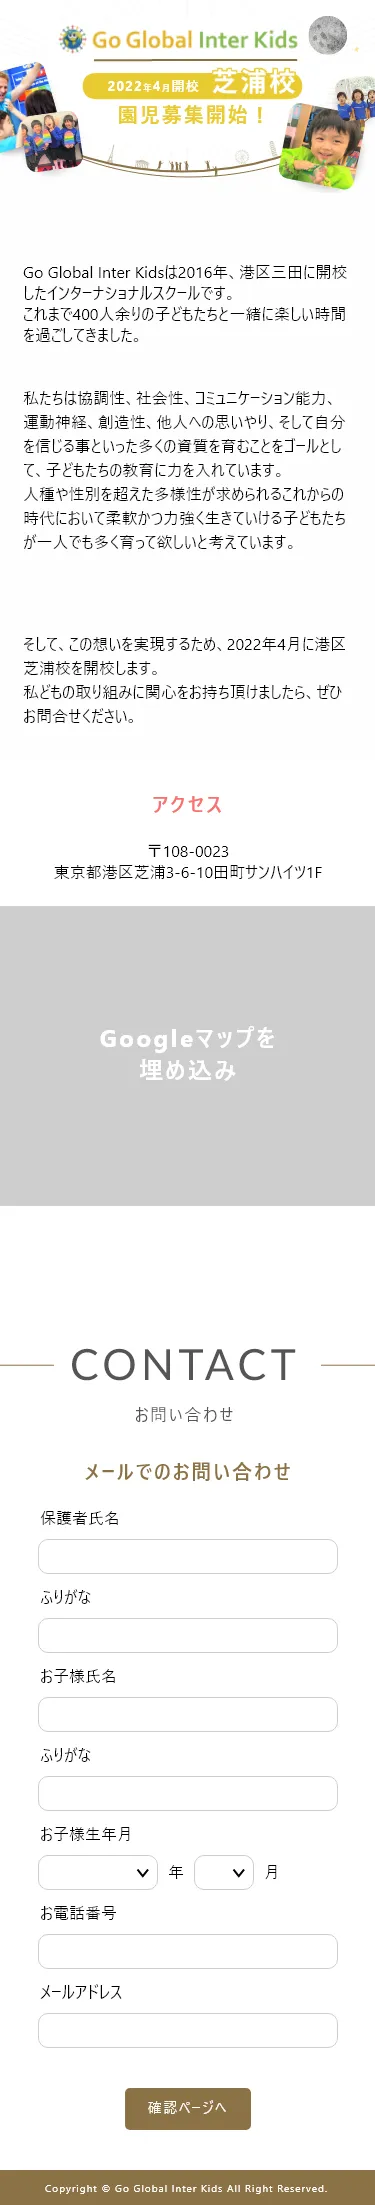 Go Global Inter Kids
2022年4月開校 芝浦校
園児募集開始！
Go Global Inter Kidsは2016年、港区三田に開校
したインターナショナルスクールです。
これまで400人余りの子どもたちと一緒に楽しい時間
を過ごしてきました。
私たちは協調性、社会性、コミュニケーション能力、
運動神経、創造性、他人への思いやり、そして自分
を信じる事といった多くの資質を育むことをゴールとし
て、子どもたちの教育に力を入れています。
人種や性別を超えた多様性が求められるこれからの
時代において柔軟かつ力強く生きていける子どもたち
が一人でも多く育って欲しいと考えています。
そして、この想いを実現するため、2022年4月に港区
芝浦校を開校します。
私どもの取り組みに関心をお持ち頂けましたら、ぜひ
お問合せください。
アクセス
〒108-0023
東京都港区芝浦3-6-10田町サンハイツ1F
Googleマップを
埋め込み
CONTACT
お問い合わせ
メールでのお問い合わせ
保護者氏名
ふりがな
お子様氏名
ふりがな
お子様生年月
年 月
お電話番号
メールアドレス
確認ページへ
Copyright © Go Global Inter Kids All Right Reserved.